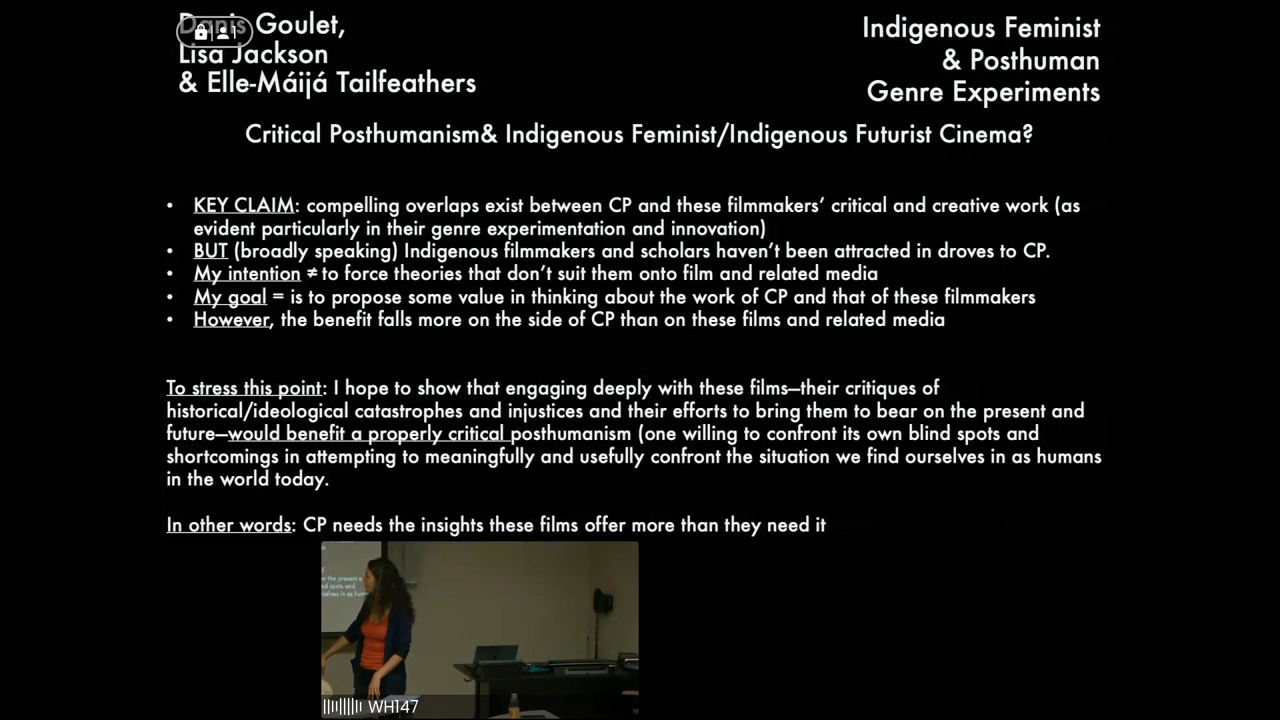 Danis Goulet,
Lisa Jackson
& Elle-Máijá Tailfeathers
Indigenous Feminist
& Posthuman
Genre Experiments
Critical Posthumanism& Indigenous Feminist/Indigenous Futurist Cinema?
• KEY CLAIM: compelling overlaps exist between CP and these filmmakers’ critical and creative work (as
evident particularly in their genre experimentation and innovation)
• BUT (broadly speaking) Indigenous filmmakers and scholars haven’t been attracted in droves to CP.
• My intention ≠ to force theories that don’t suit them onto film and related media
• My goal = is to propose some value in thinking about the work of CP and that of these filmmakers
• However, the benefit falls more on the side of CP than on these films and related media
To stress this point: I hope to show that engaging deeply with these films—their critiques of
historical/ideological catastrophes and injustices and their efforts to bring them to bear on the present and
future—would benefit a properly critical posthumanism (one willing to confront its own blind spots and
shortcomings in attempting to meaningfully and usefully confront the situation we find ourselves in as humans
in the world today.
In other words: CP needs the insights these films offer more than they need it
on the present a
nd spots and
rselves in as hum
WH147